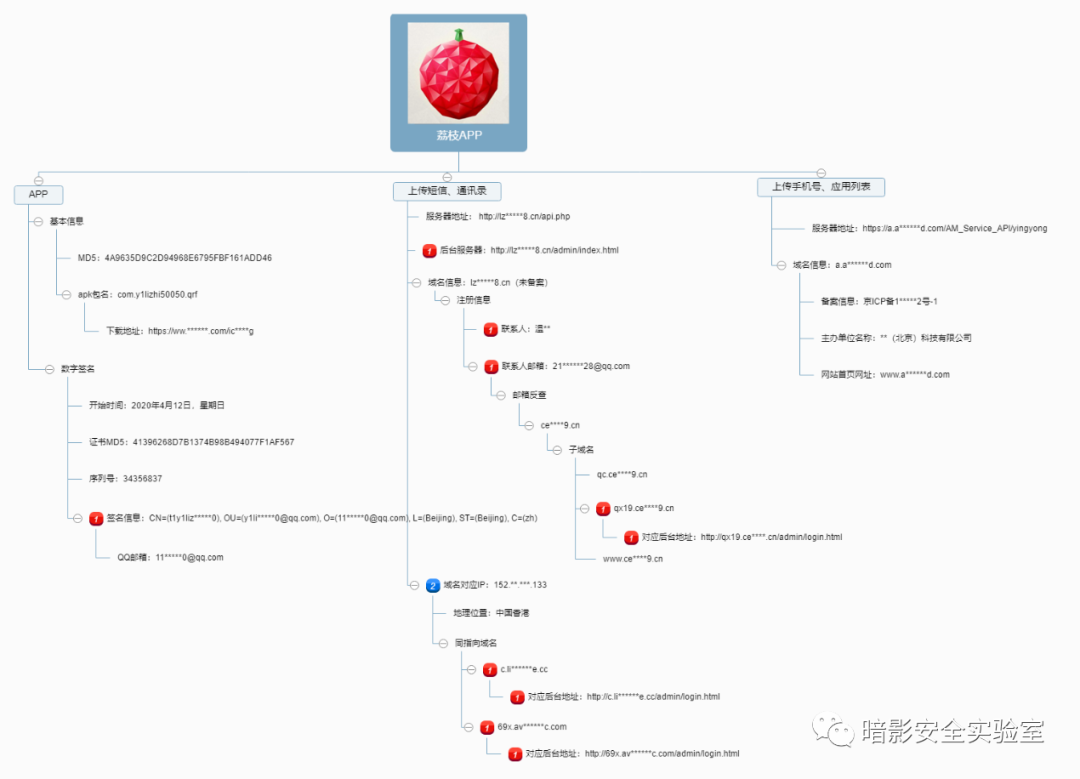 荔枝APP
APP
基本信息
MD5：4A9635D9C2D94968E6795FBF161ADD46
apk包名：com.y1lizhi50050.qrf
下载地址：https://ww.******.com/ic****g
数字签名
开始时间：2020年4月12日，星期日
证书MD5：41396268D7B1374B98B494077F1AF567
序列号：34356837
1 签名信息：CN=(t1y1liz*****0), OU=(y1li*****0@qq.com), O=(11*****0@qq.com), L=(Beijing), ST=(Beijing), C=(zh)
QQ邮箱：11*****0@qq.com
上传短信、通讯录
服务器地址：http://lz*****8.cn/api.php
1 后台服务器：http://lz*****8.cn/admin/index.html
域名信息：lz*****8.cn（未备案）
注册信息
1 联系人：温**
1 联系人邮箱：21******28@qq.com
邮箱反查
ce****9.cn
子域名
qc.ce****9.cn
1 qx19.ce****9.cn
1 对应后台地址：http://qx19.ce****.cn/admin/login.html
www.ce****9.cn
2 域名对应IP：152.**.***.133
地理位置：中国香港
同指向域名
1 c.li******e.cc
1 对应后台地址：http://c.li******e.cc/admin/login.html
1 69x.av******c.com
1 对应后台地址：http://69x.av******c.com/admin/login.html
上传手机号、应用列表
服务器地址：https://a.a******d.com/AM_Service_API/yingyong
域名信息：a.a******d.com
备案信息：京ICP备1*****2号-1
主办单位名称：**（北京）科技有限公司
网站首页网址：www.a******d.com
暗影安全实验室